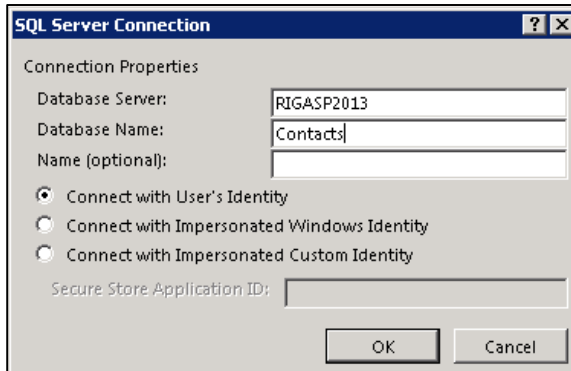 SQL Server Connection
Connection Properties
Database Server: RIGASP2013
Database Name: Contacts
Name (optional):
Connect with User's Identity
Connect with Impersonated Windows Identity
Connect with Impersonated Custom Identity
Secure Store Application ID:
OK Cancel